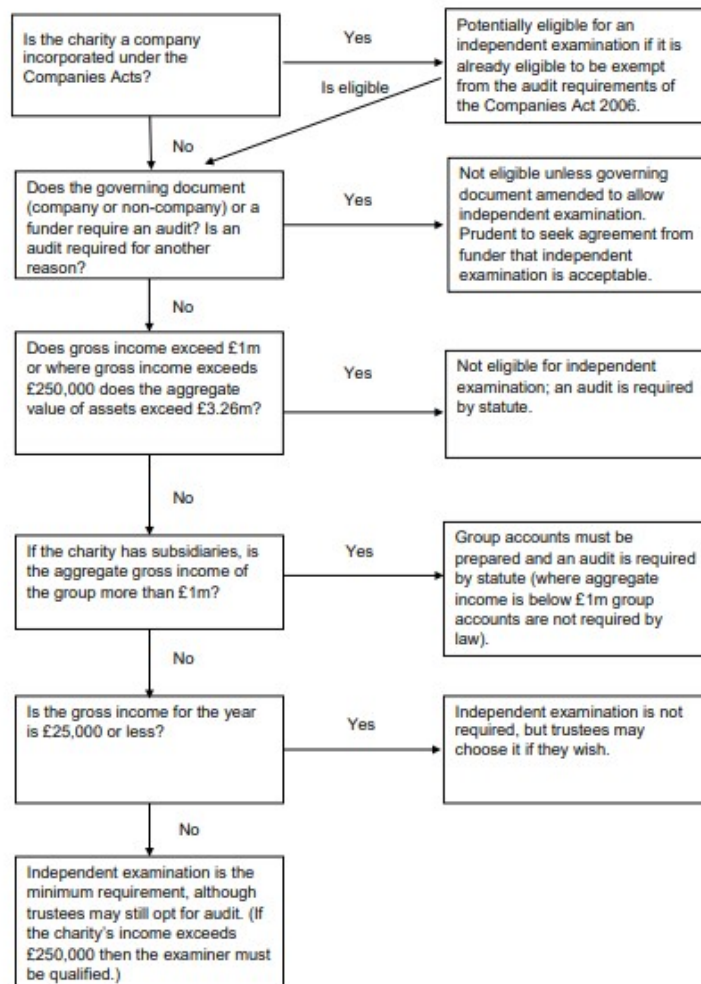 Is the charity a company
incorporated under the
Companies Acts?
Yes
Potentially eligible for an
independent examination if it is
already eligible to be exempt
from the audit requirements of
the Companies Act 2006.
Is eligible
No
Does the governing document
(company or non-company) or a
funder require an audit? Is an
audit required for another
reason?
Yes
Not eligible unless governing
document amended to allow
independent examination.
Prudent to seek agreement from
funder that independent
examination is acceptable.
No
Does gross income exceed £1m
or where gross income exceeds
£250,000 does the aggregate
value of assets exceed £3.26m?
Yes
Not eligible for independent
examination; an audit is required
by statute.
No
If the charity has subsidiaries, is
the aggregate gross income of
the group more than £1m?
Yes
Group accounts must be
prepared and an audit is required
by statute (where aggregate
income is below £1m group
accounts are not required by
law).
No
Is the gross income for the year
is £25,000 or less?
Yes
Independent examination is not
required, but trustees may
choose it if they wish.
No
Independent examination is the
minimum requirement, although
trustees may still opt for audit. (If
the charity's income exceeds
£250,000 then the examiner must
be qualified.)